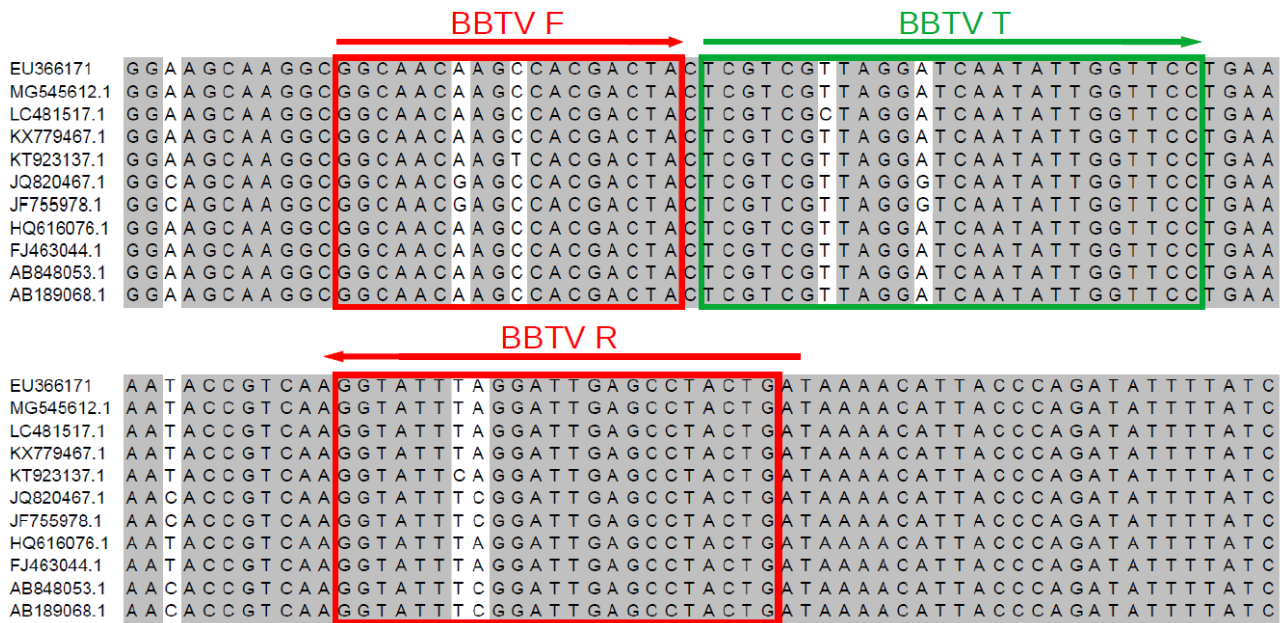 BBTV F BBTV T
EU366171 GGAAGCAAGGCGGCAACAAGCCACGACTACTCGTCGTTAGGATCAATATTGGTTCCTGAA
MG545612.1 GGAAGCAAGGCGGCAACAAGCCACGACTACTCGTCGTTAGGATCAATATTGGTTCCTGAA
LC481517.1 GGAAGCAAGGCGGCAACAAGCCACGACTACTCGTCGCTAGGATCAATATTGGTTCCTGAA
KX779467.1 GGAAGCAAGGCGGCAACAAGCCACGACTACTCGTCGTTAGGATCAATATTGGTTCCTGAA
KT923137.1 GGAAGCAAGGCGGCAACAAGTCACGACTACTCGTCGTTAGGATCAATATTGGTTCCTGAA
JQ820467.1 GGCAGCAAGGCGGCAACGAGCCACGACTACTCGTCGTTAGGGTCAATATTGGTTCCTGAA
JF755978.1 GGCAGCAAGGCGGCAACGAGCCACGACTACTCGTCGTTAGGGTCAATATTGGTTCCTGAA
HQ616076.1 GGAAGCAAGGCGGCAACAAGCCACGACTACTCGTCGTTAGGATCAATATTGGTTCCTGAA
FJ463044.1 GGAAGCAAGGCGGCAACAAGCCACGACTACTCGTCGTTAGGATCAATATTGGTTCCTGAA
AB848053.1 GGAAGCAAGGCGGCAACAAGCCACGACTACTCGTCGTTAGGATCAATATTGGTTCCTGAA
AB189068.1 GGAAGCAAGGCGGCAACAAGCCACGACTACTCGTCGTTAGGATCAATATTGGTTCCTGAA
BBTV R
EU366171 AATACCGTCAAGGTATTTAGGATTGAGCCTACTGATAAAACATTACCCAGATATTTTATC
MG545612.1 AATACCGTCAAGGTATTTAGGATTGAGCCTACTGATAAAACATTACCCAGATATTTTATC
LC481517.1 AATACCGTCAAGGTATTTAGGATTGAGCCTACTGATAAAACATTACCCAGATATTTTATC
KX779467.1 AATACCGTCAAGGTATTTAGGATTGAGCCTACTGATAAAACATTACCCAGATATTTTATC
KT923137.1 AATACCGTCAAGGTATTCAGGATTGAGCCTACTGATAAAACATTACCCAGATATTTTATC
JQ820467.1 AACACCGTCAAGGTATTTCGGATTGAGCCTACTGATAAAACATTACCCAGATATTTTATC
JF755978.1 AACACCGTCAAGGTATTTCGGATTGAGCCTACTGATAAAACATTACCCAGATATTTTATC
HQ616076.1 AATACCGTCAAGGTATTTAGGATTGAGCCTACTGATAAAACATTACCCAGATATTTTATC
FJ463044.1 AATACCGTCAAGGTATTTAGGATTGAGCCTACTGATAAAACATTACCCAGATATTTTATC
AB848053.1 AACACCGTCAAGGTATTTCGGATTGAGCCTACTGATAAAACATTACCCAGATATTTTATC
AB189068.1 AACACCGTCAAGGTATTTCGGATTGAGCCTACTGATAAAACATTACCCAGATATTTTATC